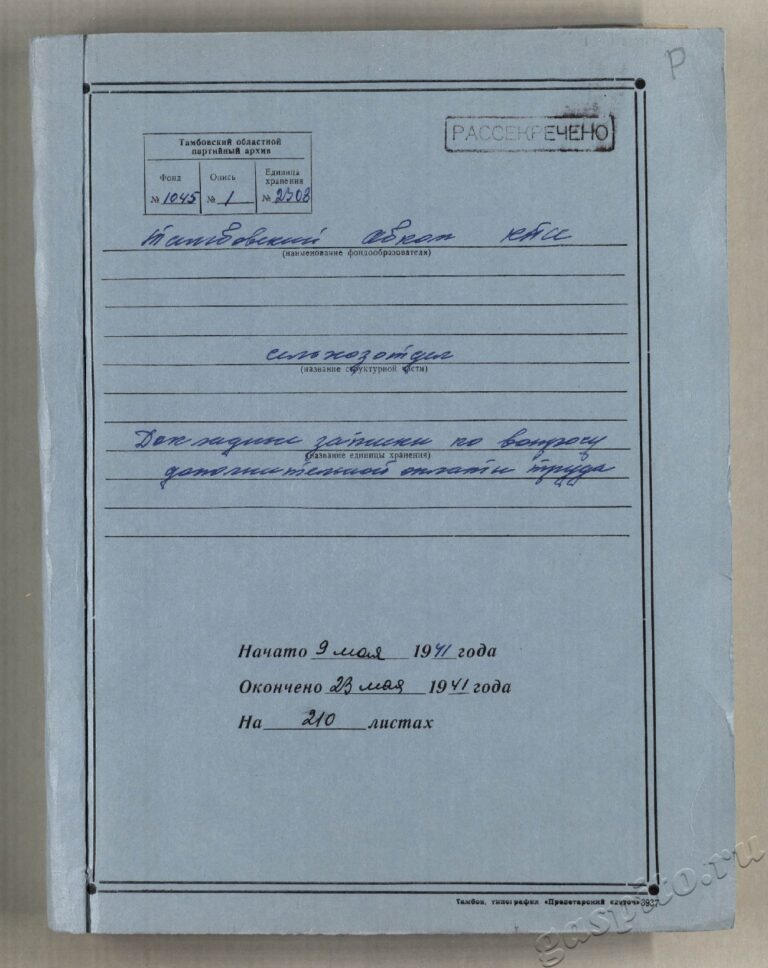 Р
РАССЕКРЕЧЕНО
Тамбовский областной
партийный архив
Фонд Опись Единица хранения
№ 1045 № 1 № 2308
Тамбовский обком КПСС
(наименование фондообразователя)
сельхозотдел
(название структурной части)
Докладные записки по вопросу
(название единицы хранения)
дополнительной оплаты труда
Начато 9 мая 1941 года
Окончено 23 мая 1941 года
На 210 листах
Тамбов, типография «Пролетарский светоч» 3937
gaspito.ru